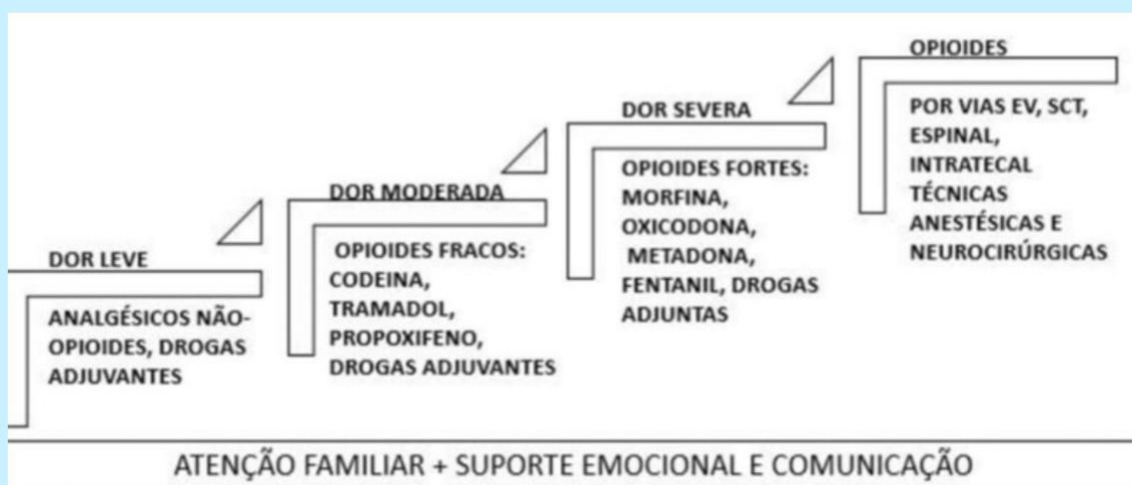 DOR LEVE
ANALGÉSICOS NÃO-
OPIOIDES, DROGAS
ADJUVANTES
DOR MODERADA
OPIOIDES FRACOS:
CODEINA,
TRAMADOL,
PROPOXIFENO,
DROGAS ADJUVANTES
DOR SEVERA
OPIOIDES FORTES:
MORFINA,
OXICODONA,
METADONA,
FENTANIL, DROGAS
ADJUNTAS
OPIOIDES
POR VIAS EV, SCT,
ESPINAL,
INTRATECAL
TÉCNICAS
ANESTÉSICAS E
NEUROCIRÚRGICAS
ATENÇÃO FAMILIAR + SUPORTE EMOCIONAL E COMUNICAÇÃO